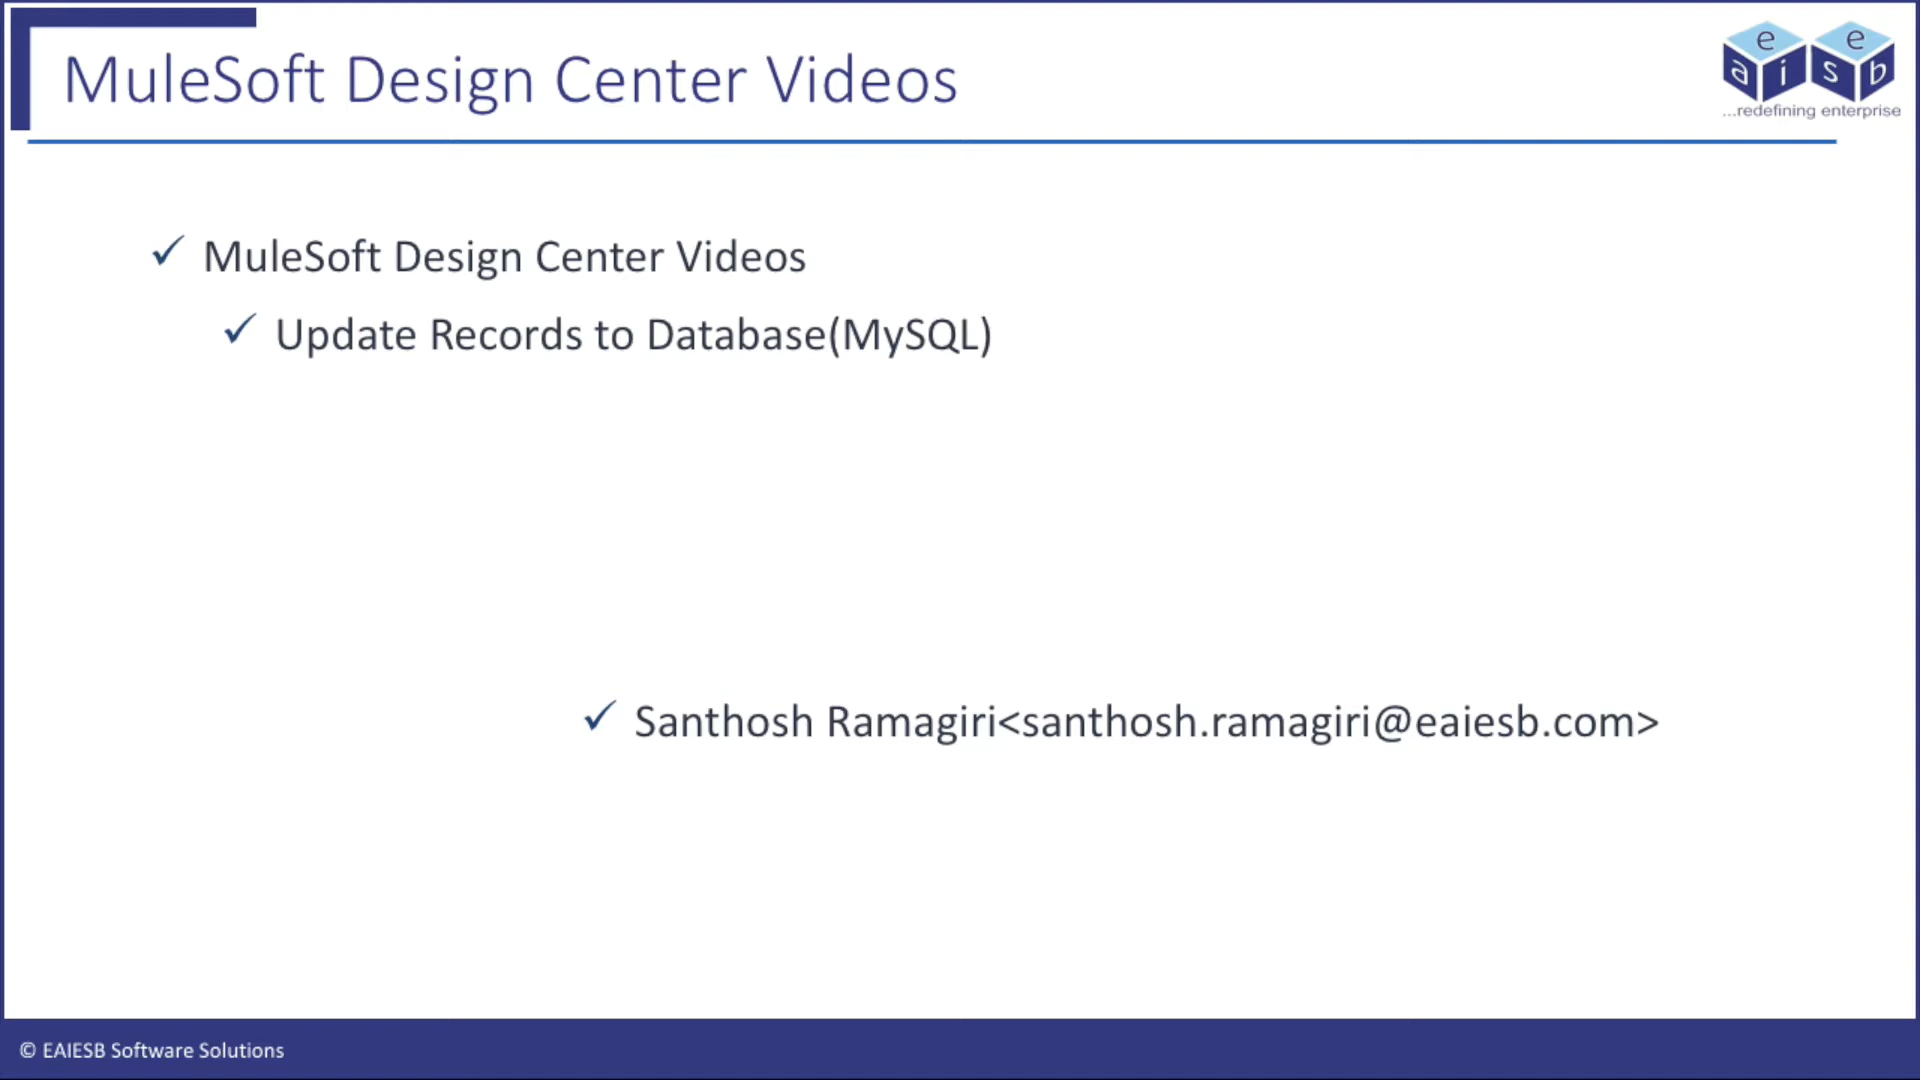 MuleSoft Design Center Videos
e e
a i s b
...redefining enterprise
MuleSoft Design Center Videos
Update Records to Database(MySQL)
Santhosh Ramagiri<santhosh.ramagiri@eaiesb.com>
© EAIESB Software Solutions